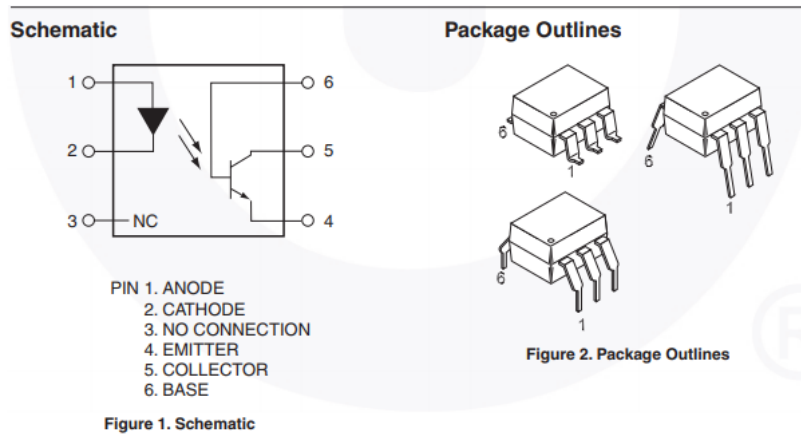 Schematic
1
2
3
NC
6
5
4
PIN 1. ANODE
2. CATHODE
3. NO CONNECTION
4. EMITTER
5. COLLECTOR
6. BASE
Figure 1. Schematic
Package Outlines
6
1
6
1
6
1
Figure 2. Package Outlines
®